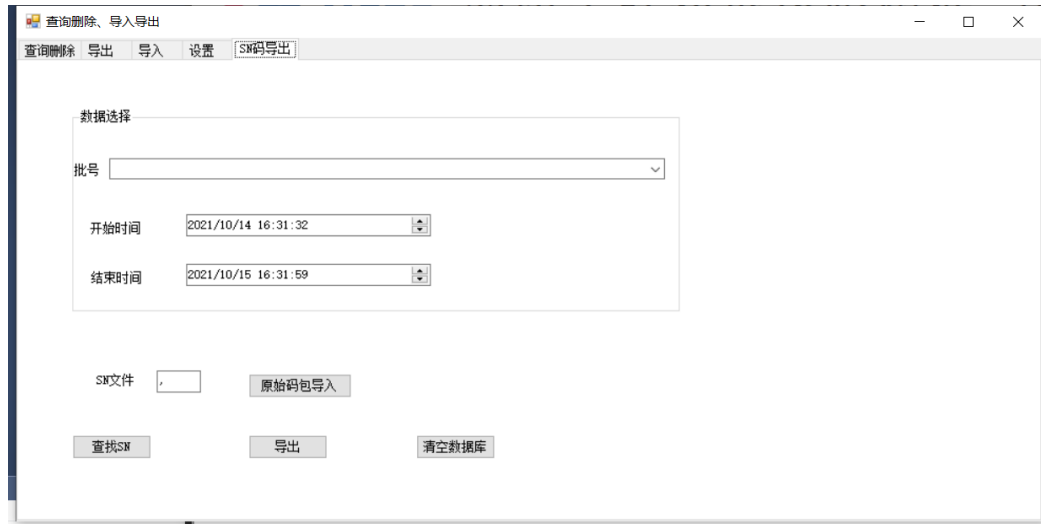 查询删除、导入导出
查询删除 导出 导入 设置 SN码导出
数据选择
批号
开始时间 2021/10/14 16:31:32
结束时间 2021/10/15 16:31:59
SN文件 , 原始码包导入
查找SN 导出 清空数据库